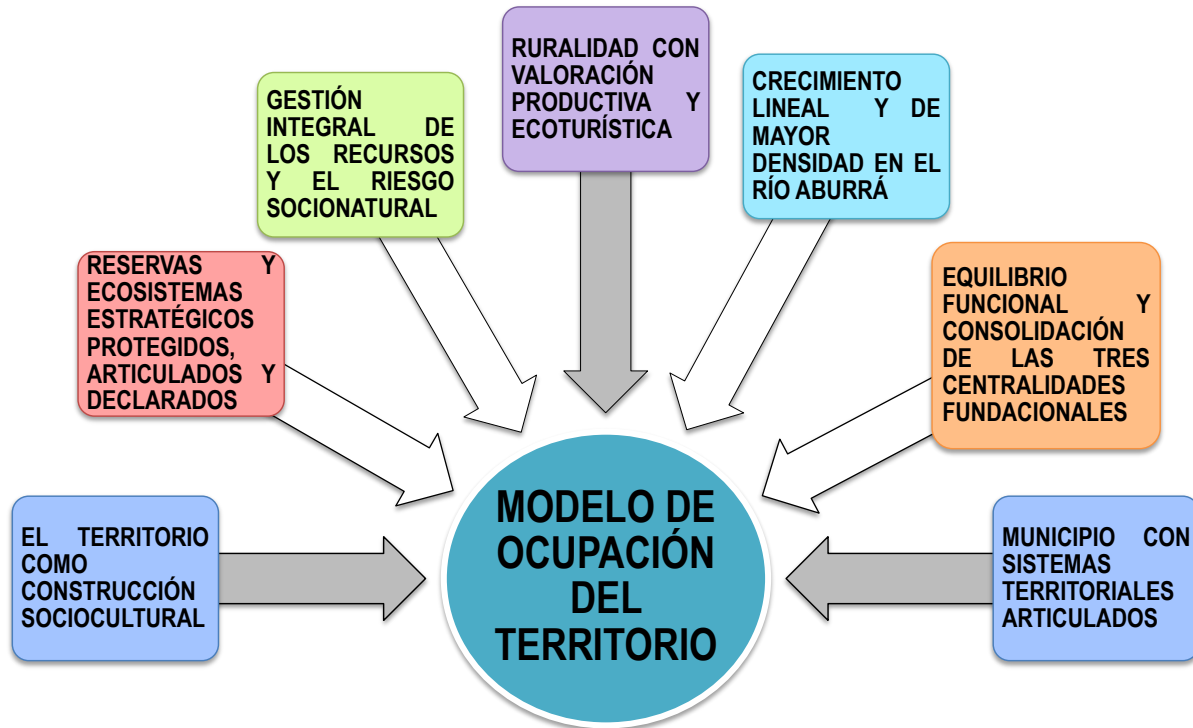 RURALIDAD CON
VALORACIÓN
PRODUCTIVA Y
ECOTURÍSTICA
GESTIÓN
INTEGRAL DE
LOS RECURSOS
Y EL RIESGO
SOCIONATURAL
CRECIMIENTO
LINEAL Y DE
MAYOR
DENSIDAD EN EL
RÍO ABURRÁ
RESERVAS Y
ECOSISTEMAS
ESTRATÉGICOS
PROTEGIDOS,
ARTICULADOS Y
DECLARADOS
EQUILIBRIO
FUNCIONAL Y
CONSOLIDACIÓN
DE LAS TRES
CENTRALIDADES
FUNDACIONALES
EL TERRITORIO
COMO
CONSTRUCCIÓN
SOCIOCULTURAL
MODELO DE
OCUPACIÓN
DEL
TERRITORIO
MUNICIPIO CON
SISTEMAS
TERRITORIALES
ARTICULADOS